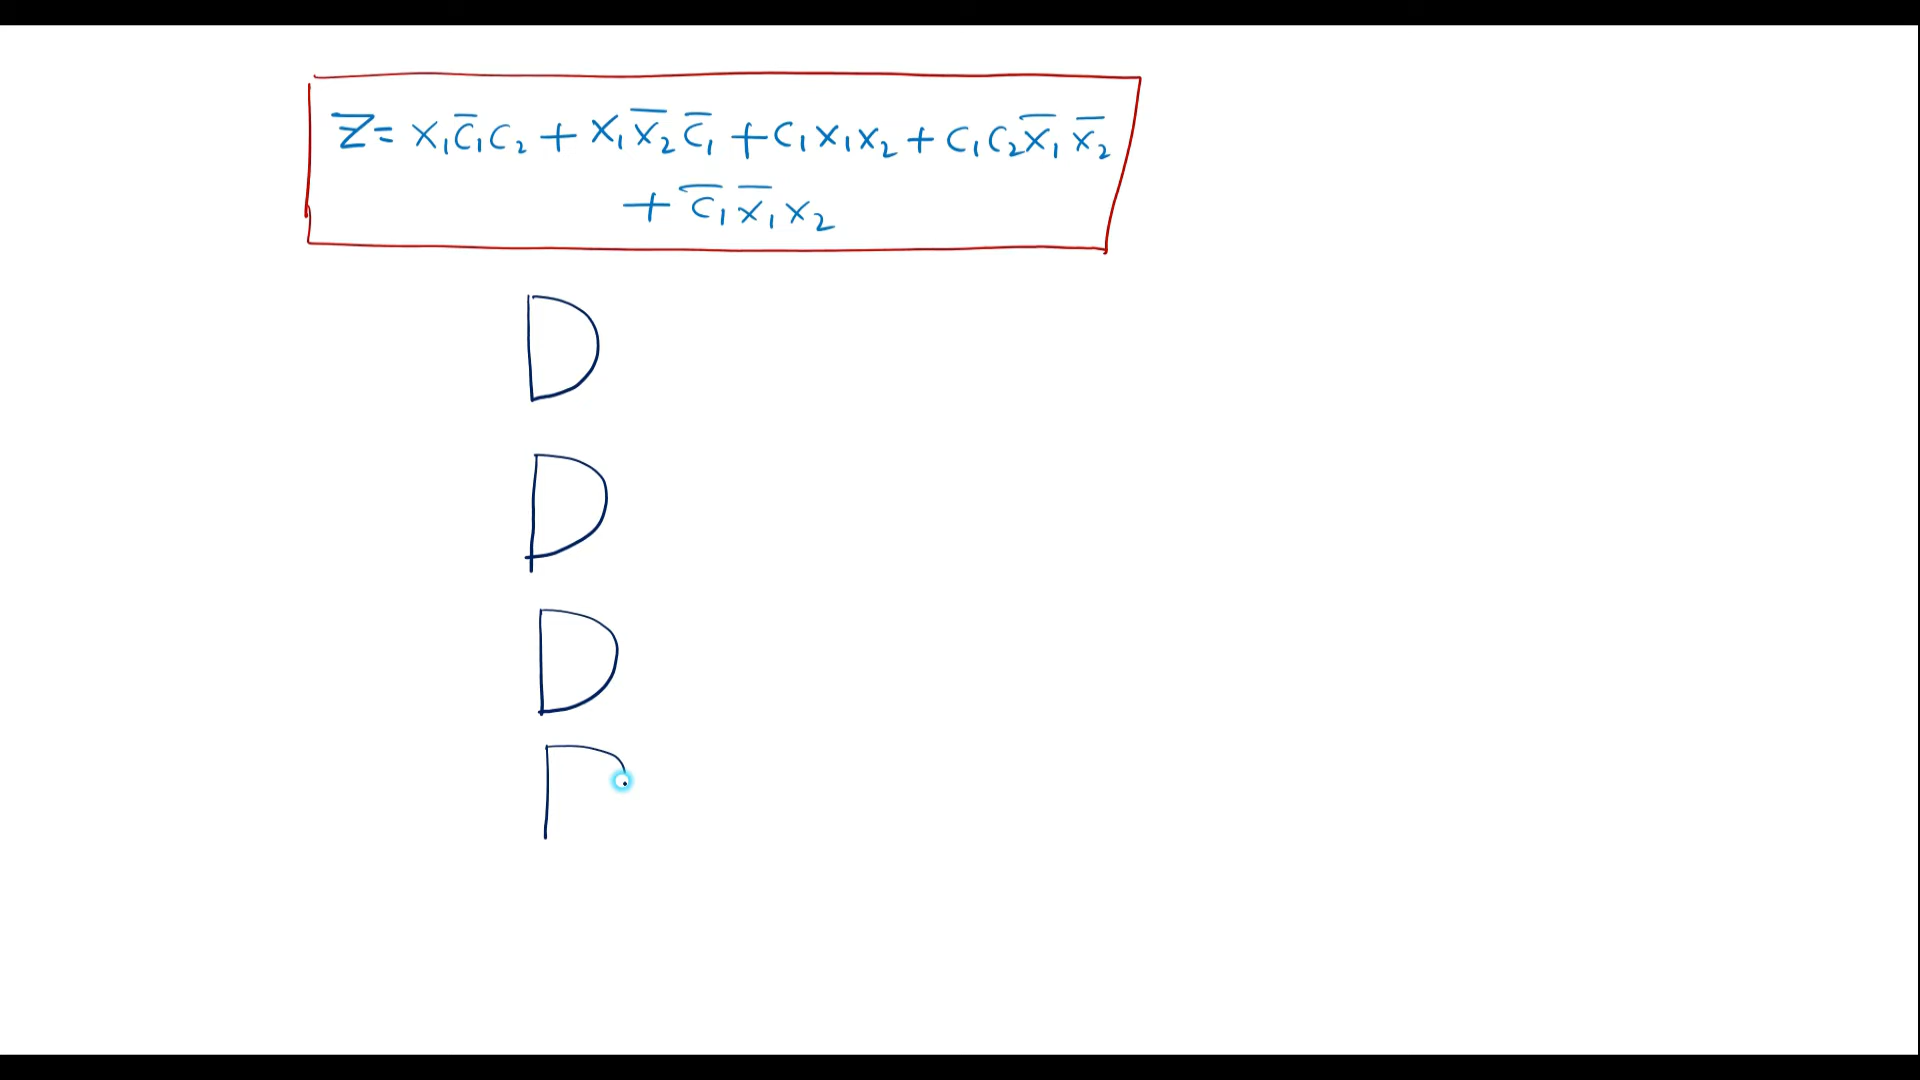 Z = x₁c̅₁c₂ + x₁x̅₂c̅₁ + c₁x₁x₂ + c₁c₂x̅₁x̅₂
+ c̅₁x̅₁x₂